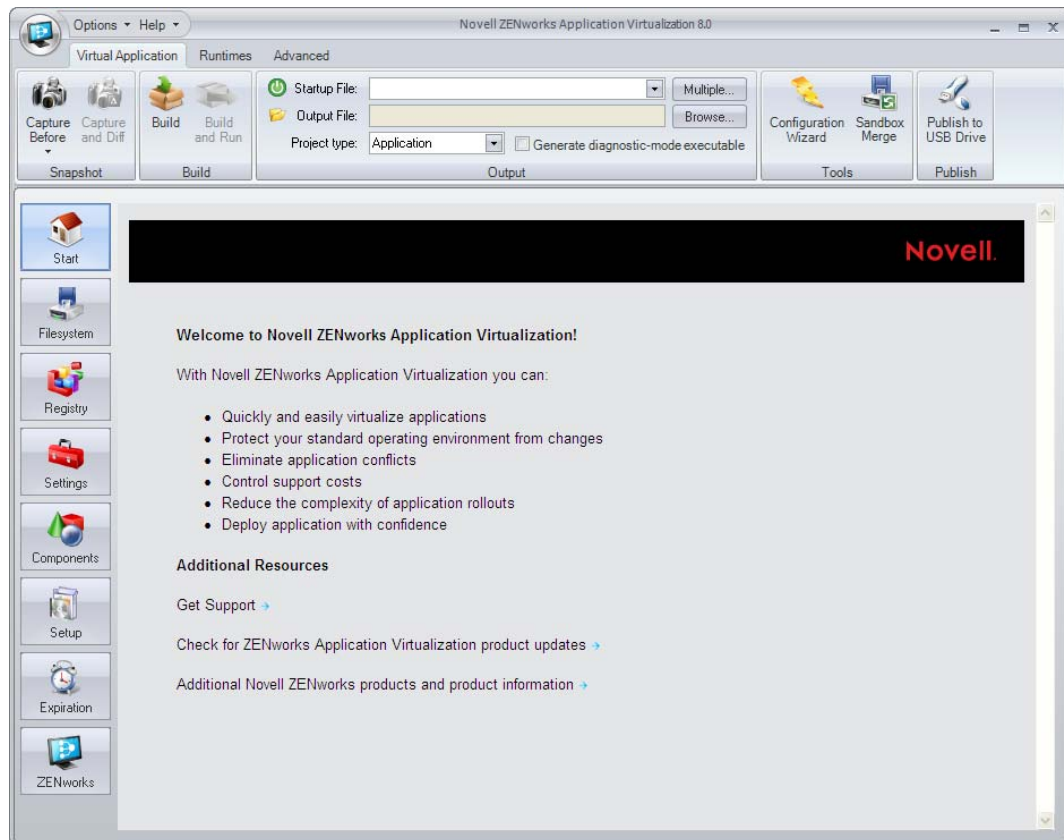 Options Help
Novell ZENworks Application Virtualization 8.0
Virtual Application Runtimes Advanced
Capture Before
Capture and Diff
Snapshot
Build
Build and Run
Build
Startup File: Multiple...
Output File: Browse...
Project type: Application Generate diagnostic-mode executable
Output
Configuration Wizard
Sandbox Merge
Tools
Publish to USB Drive
Publish
Start
Filesystem
Registry
Settings
Components
Setup
Expiration
ZENworks
Novell.
Welcome to Novell ZENworks Application Virtualization!
With Novell ZENworks Application Virtualization you can:
• Quickly and easily virtualize applications
• Protect your standard operating environment from changes
• Eliminate application conflicts
• Control support costs
• Reduce the complexity of application rollouts
• Deploy application with confidence
Additional Resources
Get Support →
Check for ZENworks Application Virtualization product updates →
Additional Novell ZENworks products and product information →